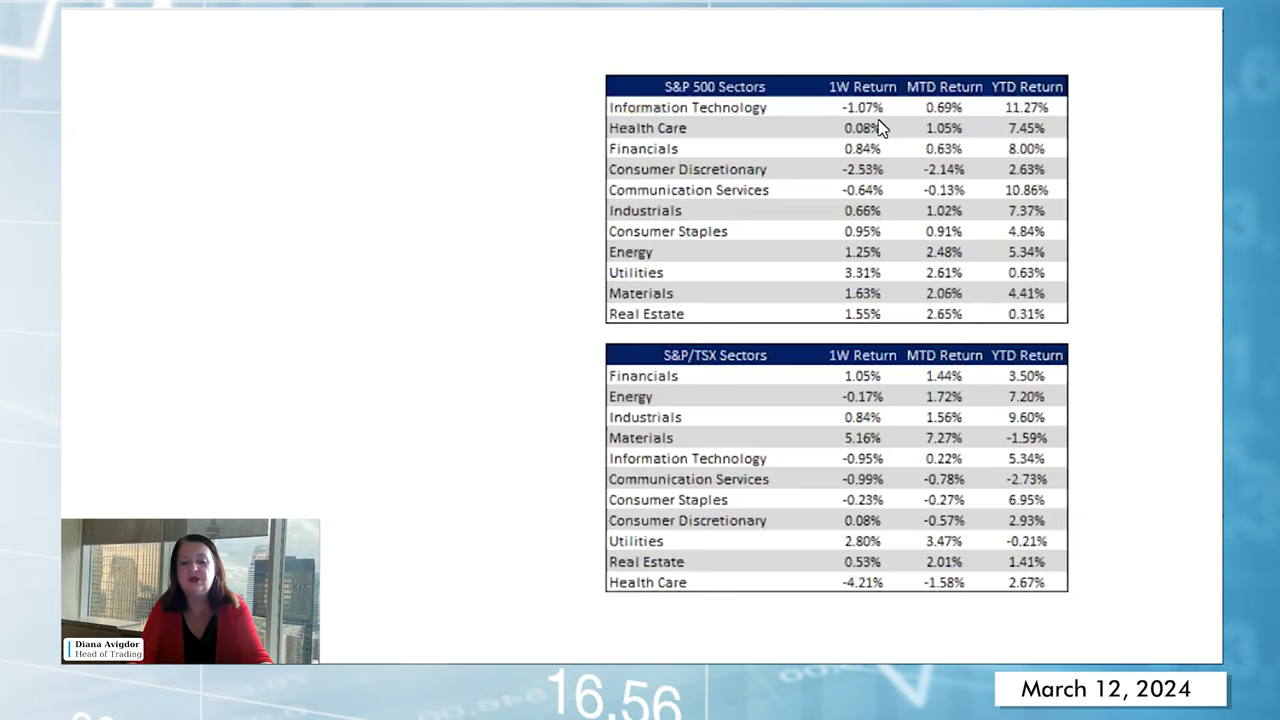 S&P 500 Sectors 1W Return MTD Return YTD Return
Information Technology -1.07% 0.69% 11.27%
Health Care 0.08% 1.05% 7.45%
Financials 0.84% 0.63% 8.00%
Consumer Discretionary -2.53% -2.14% 2.63%
Communication Services -0.64% -0.13% 10.86%
Industrials 0.66% 1.02% 7.37%
Consumer Staples 0.95% 0.91% 4.84%
Energy 1.25% 2.48% 5.34%
Utilities 3.31% 2.61% 0.63%
Materials 1.63% 2.06% 4.41%
Real Estate 1.55% 2.65% 0.31%
S&P/TSX Sectors 1W Return MTD Return YTD Return
Financials 1.05% 1.44% 3.50%
Energy -0.17% 1.72% 7.20%
Industrials 0.84% 1.56% 9.60%
Materials 5.16% 7.27% -1.59%
Information Technology -0.95% 0.22% 5.34%
Communication Services -0.99% -0.78% -2.73%
Consumer Staples -0.23% -0.27% 6.95%
Consumer Discretionary 0.08% -0.57% 2.93%
Utilities 2.80% 3.47% -0.21%
Real Estate 0.53% 2.01% 1.41%
Health Care -4.21% -1.58% 2.67%
Diana Avigdor
Head of Trading
16,56
March 12, 2024